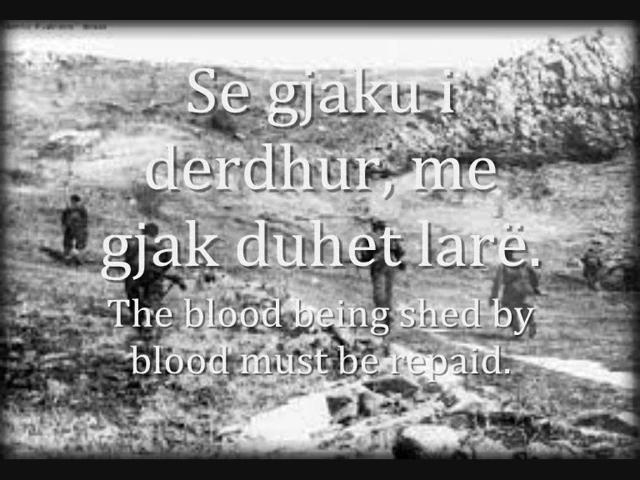 Se gjaku i
derdhur, me
gjak duhet larë.
The blood being shed by
blood must be repaid.